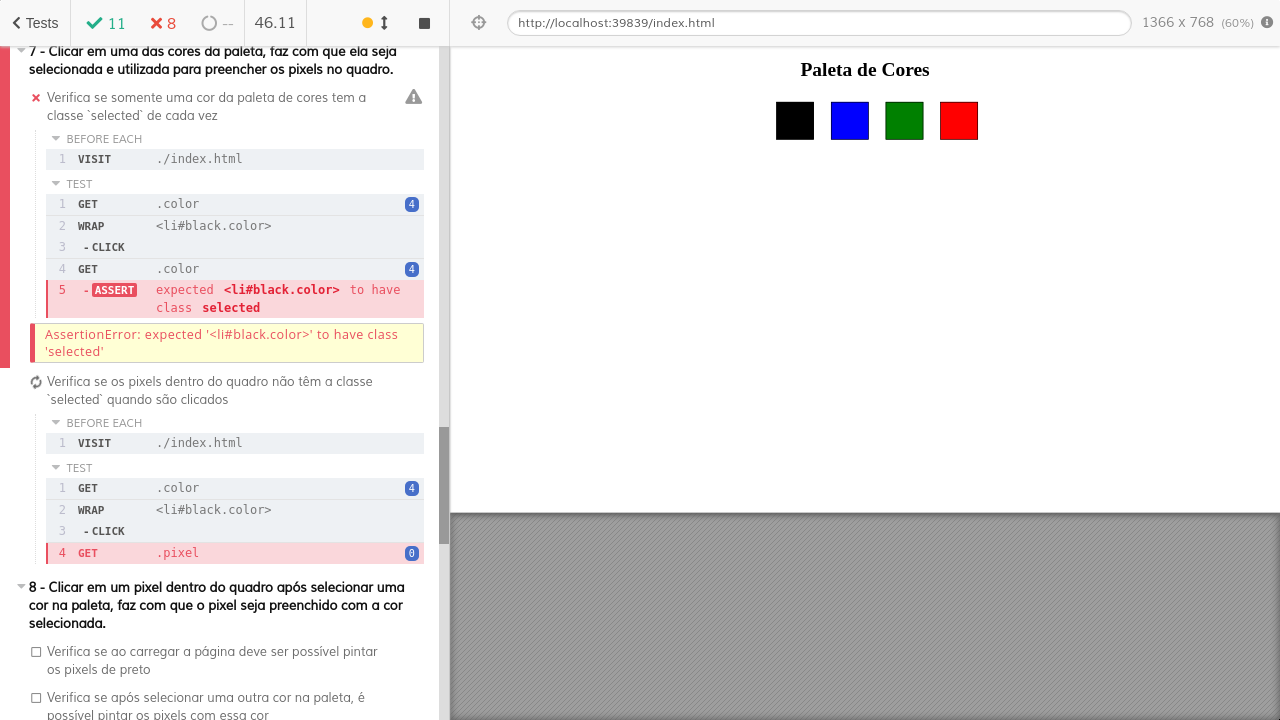 Tests 11 8 -- 46.11 http://localhost:39839/index.html 1366 x 768 (60%)
7 - Clicar em uma das cores da paleta, faz com que ela seja
selecionada e utilizada para preencher os pixels no quadro.
Verifica se somente uma cor da paleta de cores tem a
classe `selected` de cada vez
BEFORE EACH
1 VISIT ./index.html
TEST
1 GET .color 4
2 WRAP <li#black.color>
3 -CLICK
4 GET .color 4
5 -ASSERT expected <li#black.color> to have
class selected
AssertionError: expected '<li#black.color>' to have class
'selected'
Verifica se os pixels dentro do quadro não têm a classe
`selected` quando são clicados
BEFORE EACH
1 VISIT ./index.html
TEST
1 GET .color 4
2 WRAP <li#black.color>
3 -CLICK
4 GET .pixel 0
8 - Clicar em um pixel dentro do quadro após selecionar uma
cor na paleta, faz com que o pixel seja preenchido com a cor
selecionada.
Verifica se ao carregar a página deve ser possível pintar
os pixels de preto
Verifica se após selecionar uma outra cor na paleta, é
possível pintar os pixels com essa cor
Paleta de Cores